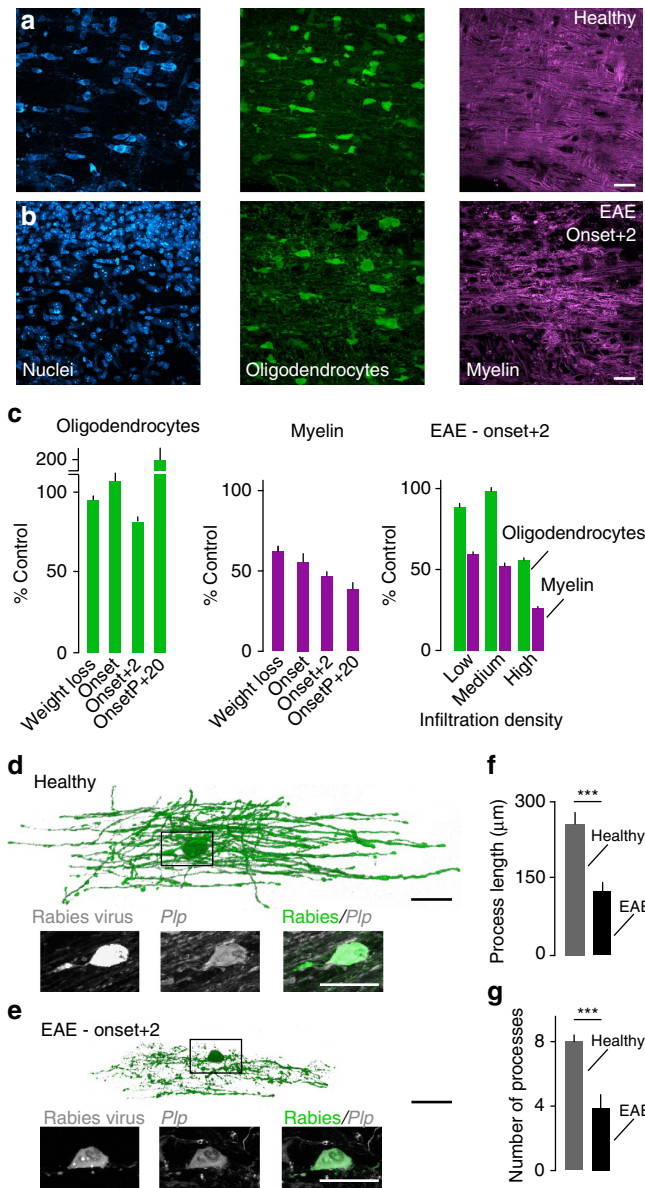 a
Healthy
b
EAE
Onset+2
Nuclei
Oligodendrocytes
Myelin
c
Oligodendrocytes
Myelin
EAE - onset+2
% Control
200
100
0
Weight loss
Onset
Onset+2
OnsetP+20
% Control
100
50
0
Weight loss
Onset
Onset+2
OnsetP+20
% Control
100
50
0
Oligodendrocytes
Myelin
Low
Medium
High
Infiltration density
d
Healthy
Rabies virus
Plp
Rabies/Plp
e
EAE - onset+2
Rabies virus
Plp
Rabies/Plp
f
Process length (μm)
300
150
0
***
Healthy
EAE
g
Number of processes
8
4
0
***
Healthy
EAE